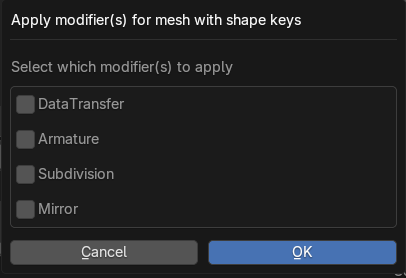 Apply modifier(s) for mesh with shape keys
Select which modifier(s) to apply
DataTransfer
Armature
Subdivision
Mirror
Cancel
OK